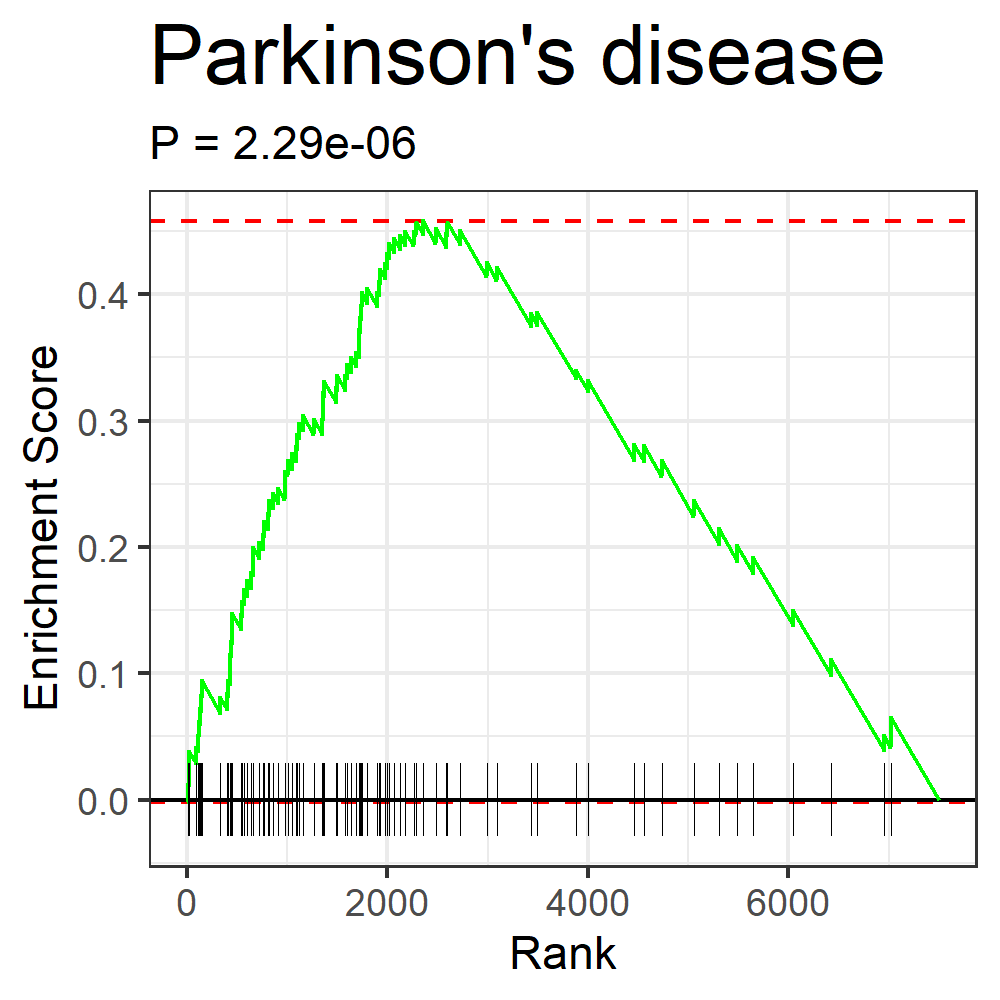 Parkinson's disease
P = 2.29e-06
Enrichment Score
0.4
0.3
0.2
0.1
0.0
0 2000 4000 6000
Rank